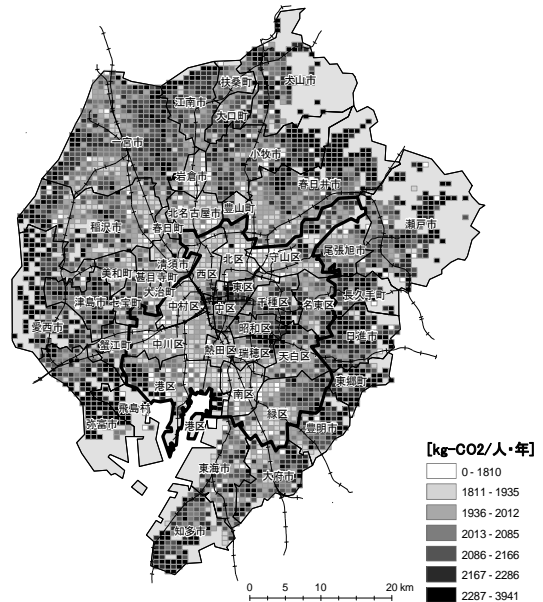 犬山市
扶桑町
江南市
大口町
一宮市
小牧市
岩倉市
春日井市
北名古屋市
豊山町
瀬戸市
稲沢市
春日町
尾張旭市
北区
守山区
清須市
西区
美和町
甚目寺町
東区
長久手町
大治町
津島市
七宝町
中村区
中区
千種区
名東区
愛西市
昭和区
日進市
蟹江町
中川区
熱田区
瑞穂区
天白区
港区
東郷町
南区
飛島村
緑区
弥富市
港区
豊明市
東海市
大府市
知多市
[kg-CO2/人・年]
0 - 1810
1811 - 1935
1936 - 2012
2013 - 2085
2086 - 2166
2167 - 2286
2287 - 3941
0 5 10 20 km